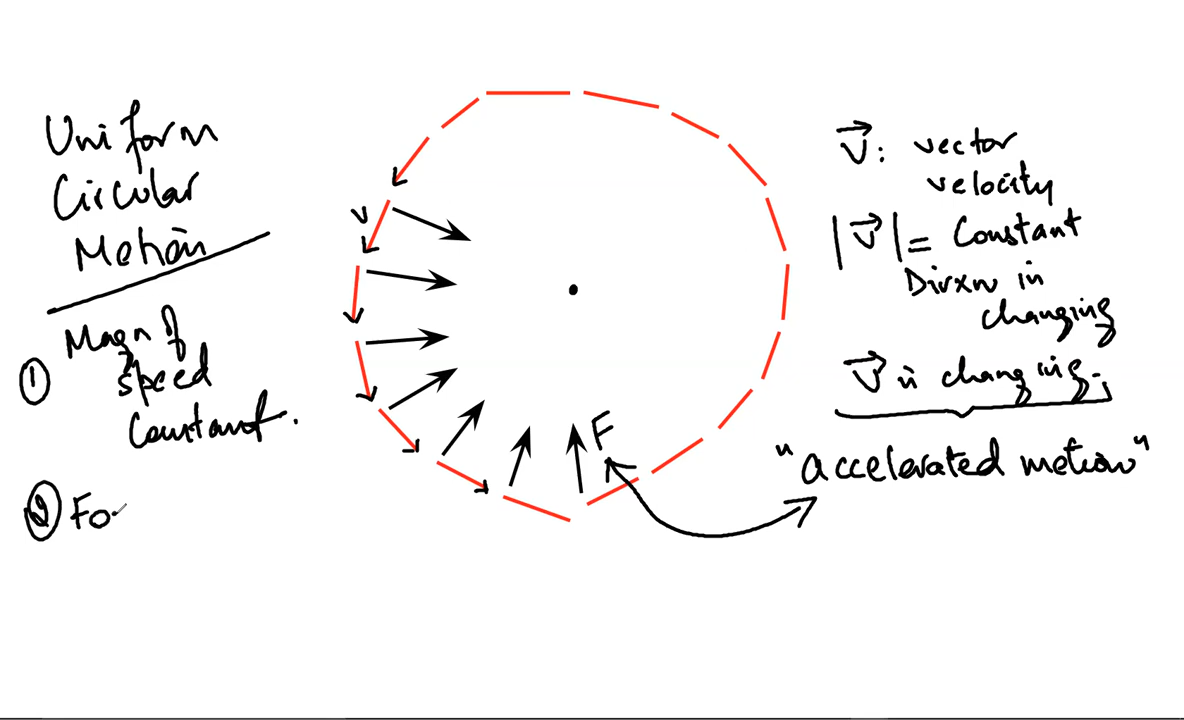 Uniform
Circular
Motion
① Magn of
speed
constant.
② Fo
v
F
v⃗ : vector
velocity
|v⃗| = Constant
Dirxn is
changing
v⃗ is changing.
"accelerated motion"